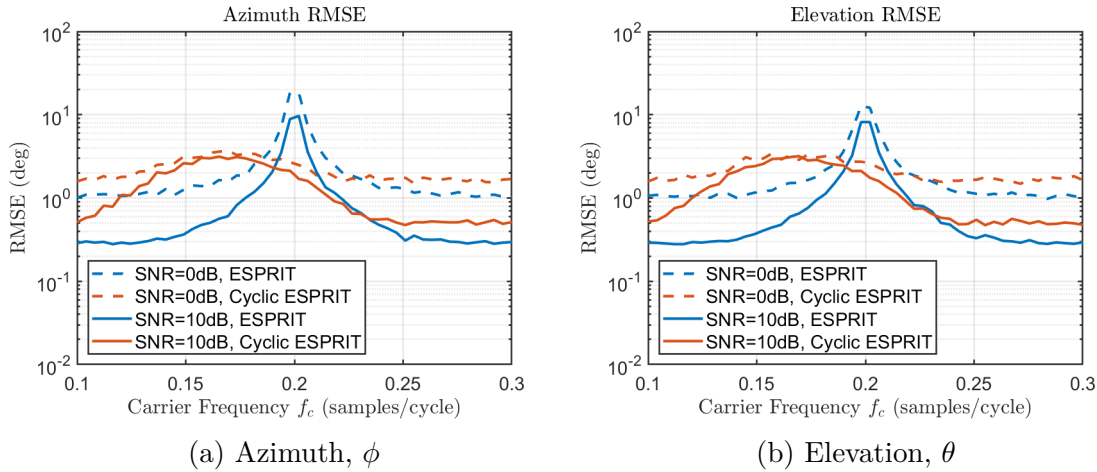 Azimuth RMSE
10^2
10^1
10^0
10^-1
10^-2
RMSE (deg)
SNR=0dB, ESPRIT
SNR=0dB, Cyclic ESPRIT
SNR=10dB, ESPRIT
SNR=10dB, Cyclic ESPRIT
0.1 0.15 0.2 0.25 0.3
Carrier Frequency f_c (samples/cycle)
(a) Azimuth, ϕ
Elevation RMSE
10^2
10^1
10^0
10^-1
10^-2
RMSE (deg)
SNR=0dB, ESPRIT
SNR=0dB, Cyclic ESPRIT
SNR=10dB, ESPRIT
SNR=10dB, Cyclic ESPRIT
0.1 0.15 0.2 0.25 0.3
Carrier Frequency f_c (samples/cycle)
(b) Elevation, θ